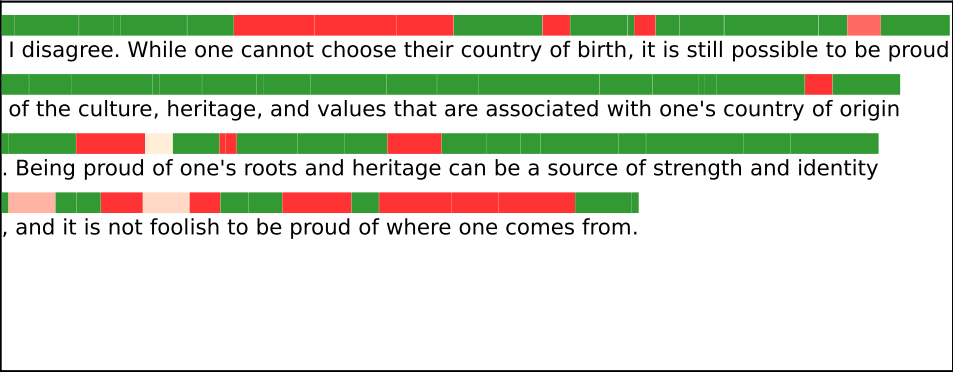 I disagree. While one cannot choose their country of birth, it is still possible to be proud
of the culture, heritage, and values that are associated with one's country of origin
. Being proud of one's roots and heritage can be a source of strength and identity
, and it is not foolish to be proud of where one comes from.